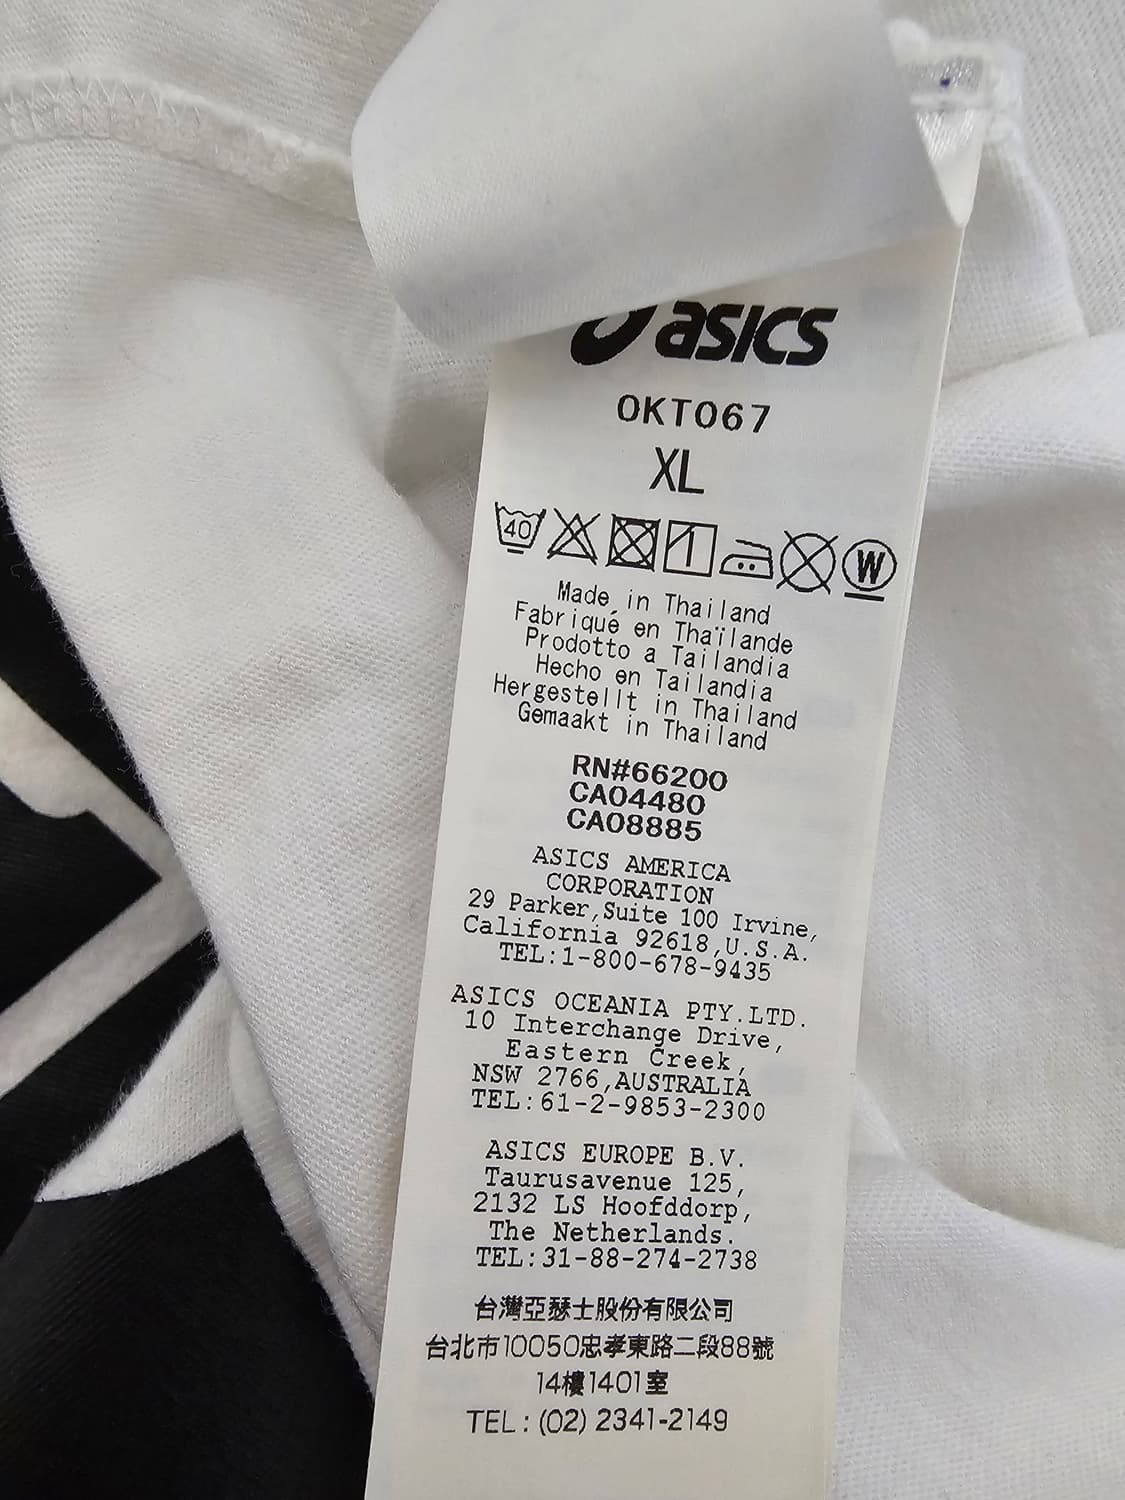 asics
OKT067
XL
40
W
Made in Thailand
Fabriqué en Thaïlande
Prodotto a Tailandia
Hecho en Tailandia
Hergestellt in Thailand
Gemaakt in Thailand
RN#66200
CA04480
CA08885
ASICS AMERICA
CORPORATION
29 Parker,Suite 100 Irvine,
California 92618,U.S.A.
TEL:1-800-678-9435
ASICS OCEANIA PTY.LTD.
10 Interchange Drive,
Eastern Creek,
NSW 2766,AUSTRALIA
TEL:61-2-9853-2300
ASICS EUROPE B.V.
Taurusavenue 125,
2132 LS Hoofddorp,
The Netherlands.
TEL:31-88-274-2738
台灣亞瑟士股份有限公司
台北市10050忠孝東路二段88號
14樓1401室
TEL:(02) 2341-2149